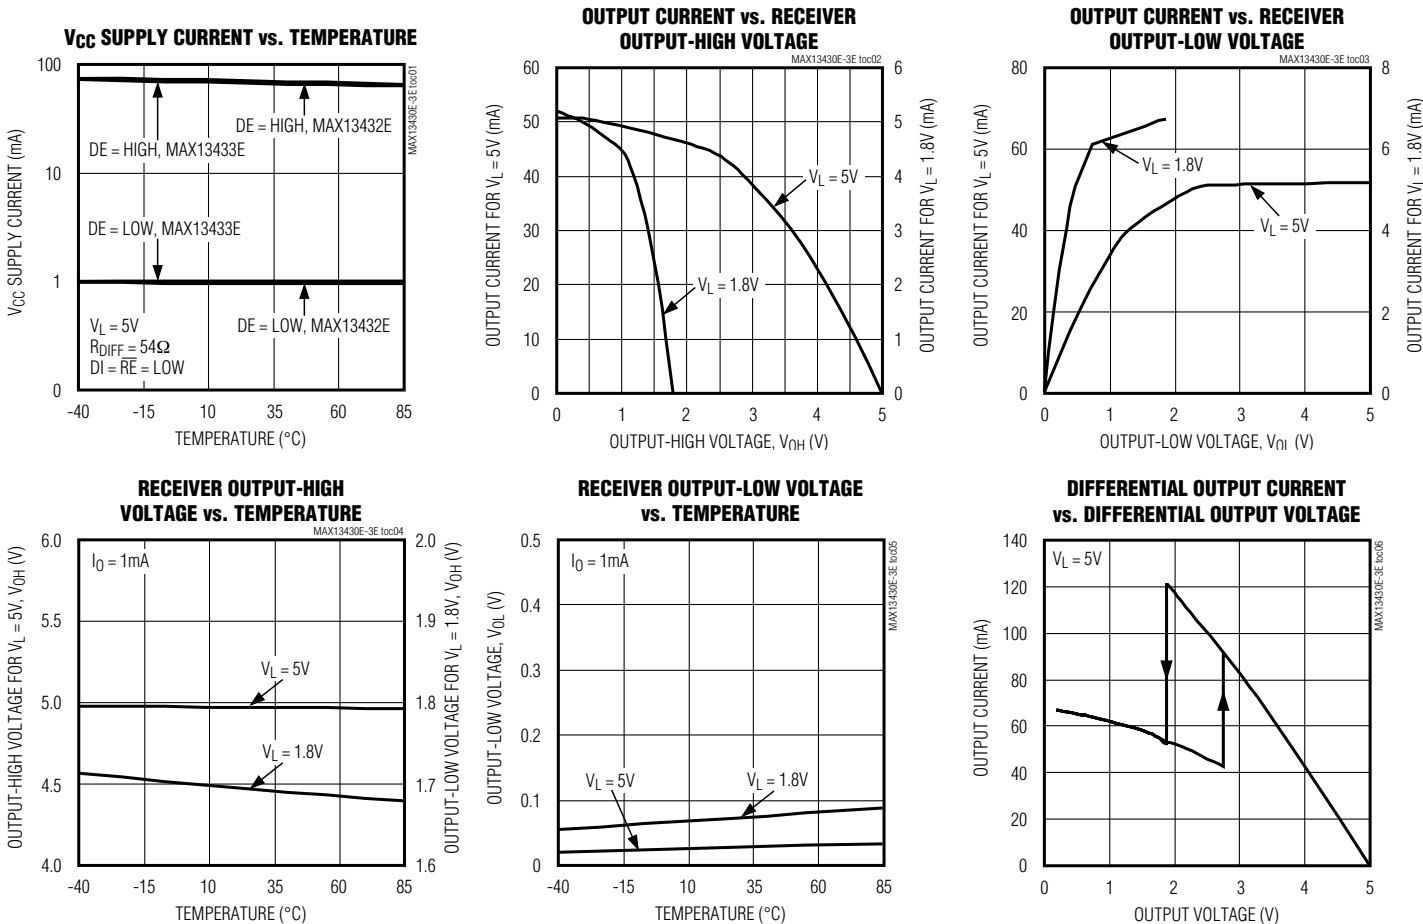 VCC SUPPLY CURRENT vs. TEMPERATURE
MAX13430E-3E toc01
VCC SUPPLY CURRENT (mA)
100
10
1
0
DE = HIGH, MAX13432E
DE = HIGH, MAX13433E
DE = LOW, MAX13433E
DE = LOW, MAX13432E
VL = 5V
RDIFF = 54Ω
DI = R̅E̅ = LOW
-40 -15 10 35 60 85
TEMPERATURE (°C)
OUTPUT CURRENT vs. RECEIVER
OUTPUT-HIGH VOLTAGE
MAX13430E-3E toc02
OUTPUT CURRENT FOR VL = 5V (mA)
60
50
40
30
20
10
0
VL = 5V
VL = 1.8V
6
5
4
3
2
1
0
OUTPUT CURRENT FOR VL = 1.8V (mA)
0 1 2 3 4 5
OUTPUT-HIGH VOLTAGE, VOH (V)
OUTPUT CURRENT vs. RECEIVER
OUTPUT-LOW VOLTAGE
MAX13430E-3E toc03
OUTPUT CURRENT FOR VL = 5V (mA)
80
60
40
20
0
VL = 1.8V
VL = 5V
8
6
4
2
0
OUTPUT CURRENT FOR VL = 1.8V (mA)
0 1 2 3 4 5
OUTPUT-LOW VOLTAGE, VOL (V)
RECEIVER OUTPUT-HIGH
VOLTAGE vs. TEMPERATURE
MAX13430E-3E toc04
OUTPUT-HIGH VOLTAGE FOR VL = 5V, VOH (V)
6.0
5.5
5.0
4.5
4.0
IO = 1mA
VL = 5V
VL = 1.8V
2.0
1.9
1.8
1.7
1.6
OUTPUT-LOW VOLTAGE FOR VL = 1.8V, VOH (V)
-40 -15 10 35 60 85
TEMPERATURE (°C)
RECEIVER OUTPUT-LOW VOLTAGE
vs. TEMPERATURE
MAX13430E-3E toc05
OUTPUT-LOW VOLTAGE, VOL (V)
0.5
0.4
0.3
0.2
0.1
0
IO = 1mA
VL = 5V
VL = 1.8V
-40 -15 10 35 60 85
TEMPERATURE (°C)
DIFFERENTIAL OUTPUT CURRENT
vs. DIFFERENTIAL OUTPUT VOLTAGE
MAX13430E-3E toc06
OUTPUT CURRENT (mA)
140
120
100
80
60
40
20
0
VL = 5V
0 1 2 3 4 5
OUTPUT VOLTAGE (V)